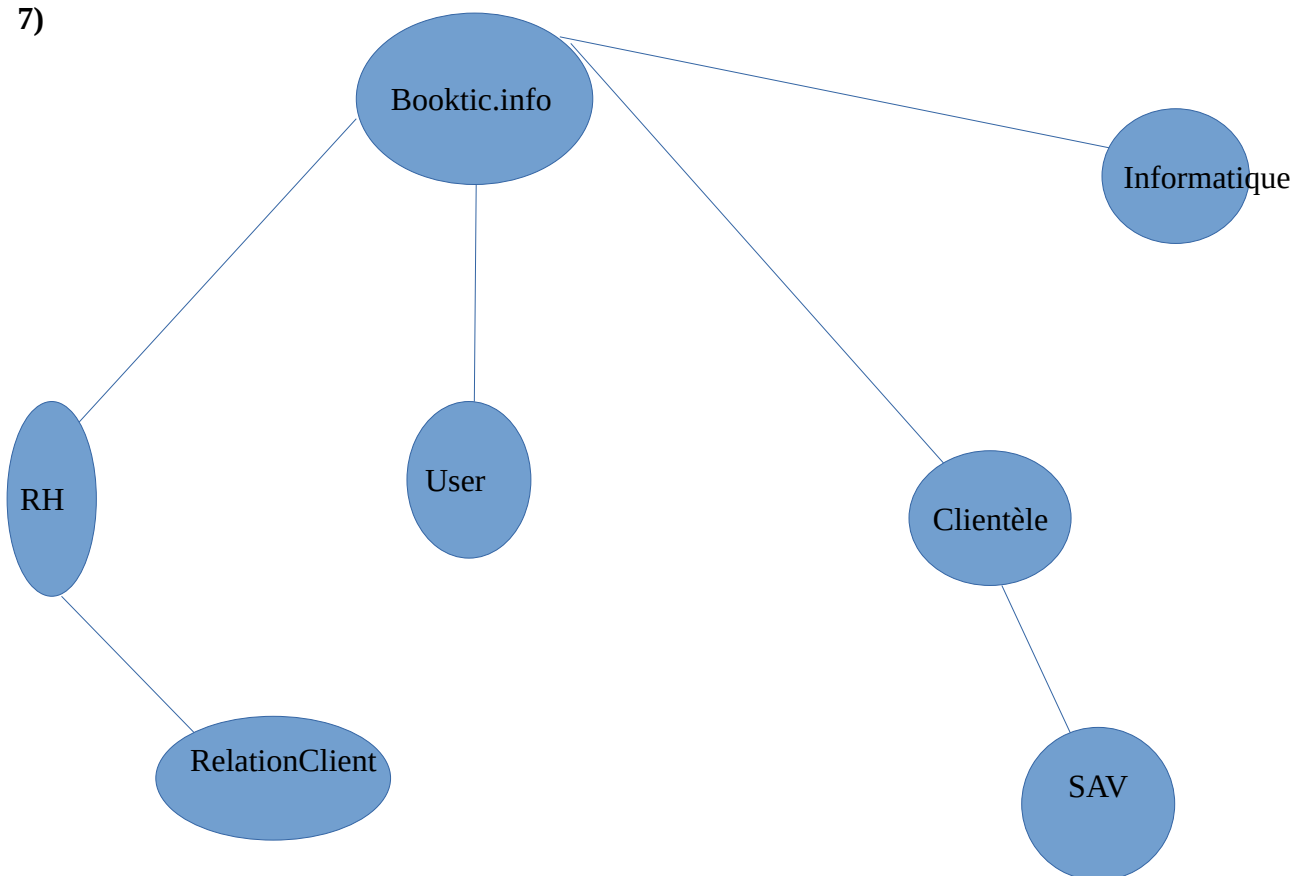 7)
Booktic.info
Informatique
RH
User
Clientèle
RelationClient
SAV